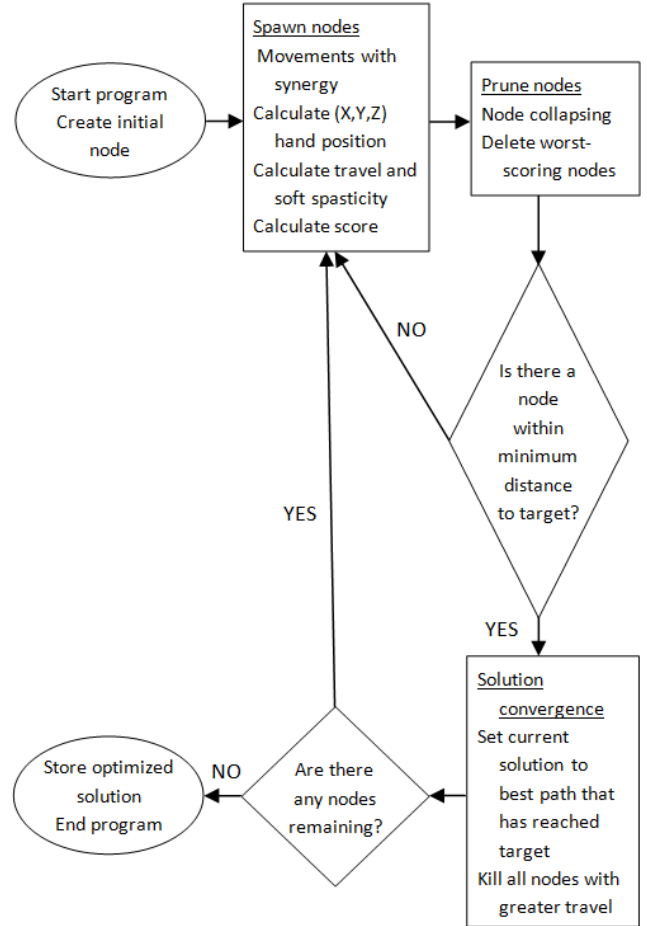 Start program
Create initial
node
Spawn nodes
Movements with
synergy
Calculate (X,Y,Z)
hand position
Calculate travel and
soft spasticity
Calculate score
Prune nodes
Node collapsing
Delete worst-
scoring nodes
NO
Is there a
node
within
minimum
distance
to target?
YES
YES
Solution
convergence
Set current
solution to
best path that
has reached
target
Kill all nodes with
greater travel
Are there
any nodes
remaining?
NO
Store optimized
solution
End program